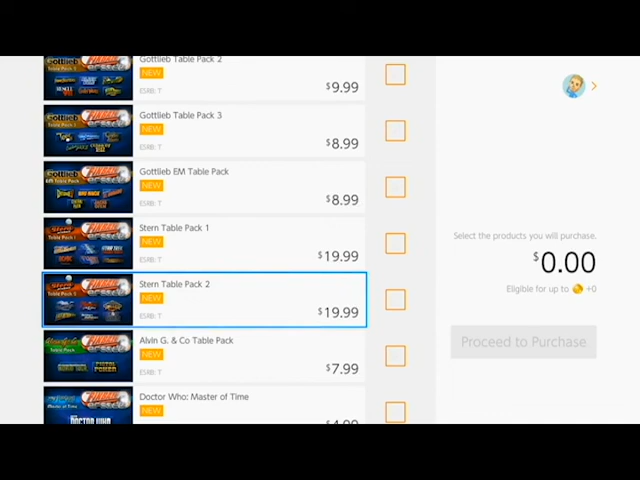 Gottlieb Table Pack 2
NEW
ESRB: T
$9.99
Gottlieb Table Pack 3
NEW
ESRB: T
$8.99
Gottlieb EM Table Pack
NEW
ESRB: T
$8.99
Stern Table Pack 1
NEW
ESRB: T
$19.99
Stern Table Pack 2
NEW
ESRB: T
$19.99
Alvin G. & Co Table Pack
NEW
ESRB: T
$7.99
Doctor Who: Master of Time
NEW
DOCTOR WHO
Select the products you will purchase.
$0.00
Eligible for up to +0
Proceed to Purchase